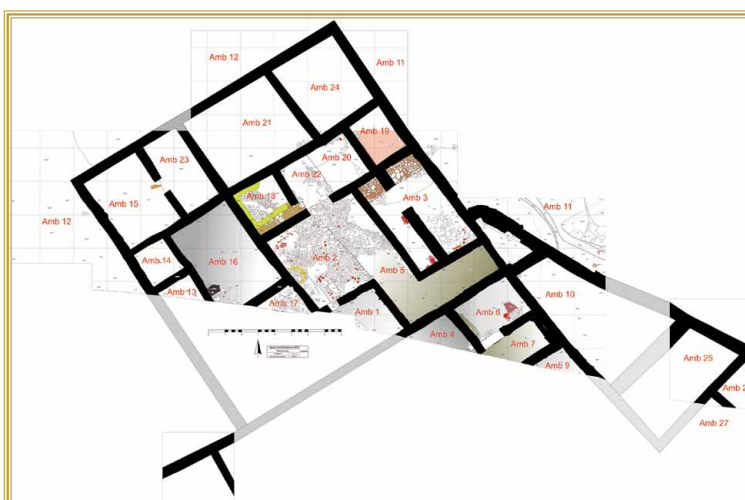 Amb 12
Amb 11
Amb 24
Amb 21
Amb 19
Amb 23
Amb 20
Amb 22
Amb 3
Amb 18
Amb 15
Amb 11
Amb 12
Amb 14
Amb 16
Amb 2
Amb 5
Amb 10
Amb 13
Amb 17
Amb 1
Amb 6
Amb 4
Amb 7
Amb 9
Amb 25
Amb 27